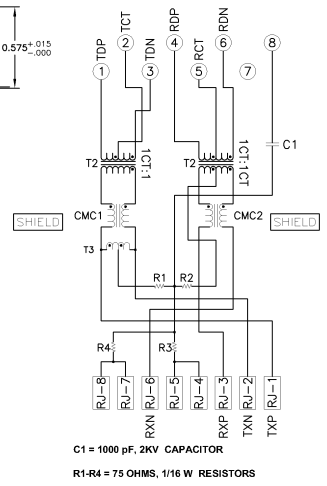 0.575 +.015 -.000
TDP TCT TDN RDP RCT RDN
1 2 3 4 5 6 7 8
C1
T2 1CT:1 T2 1CT:1CT
CMC1 CMC2
SHIELD SHIELD
T3
R1 R2
R4 R3
RJ-8 RJ-7 RJ-6 RJ-5 RJ-4 RJ-3 RJ-2 RJ-1
RXN RXP TXN TXP
C1 = 1000 pF, 2KV CAPACITOR
R1-R4 = 75 OHMS, 1/16 W RESISTORS